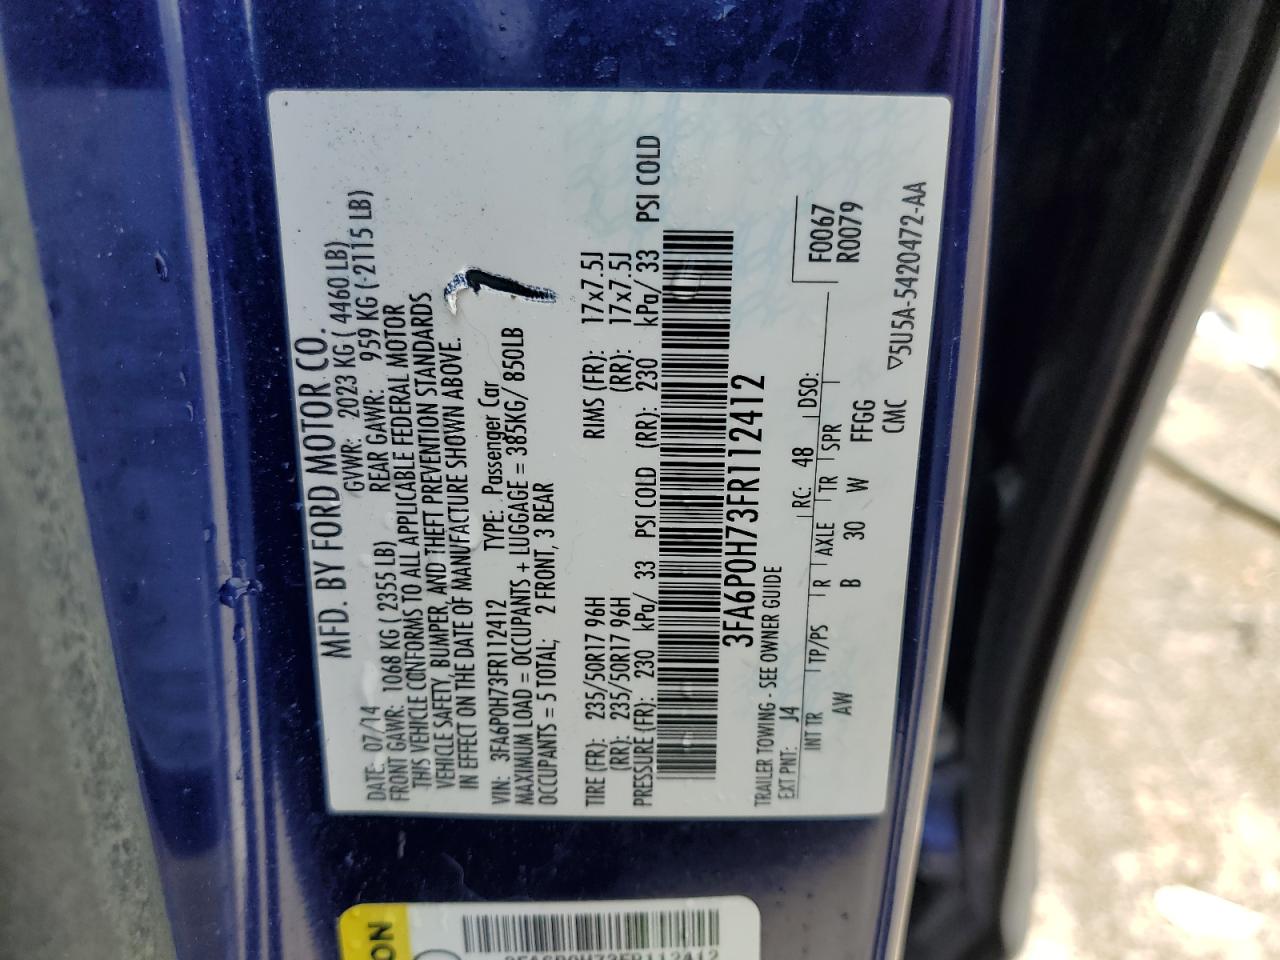 MFD. BY FORD MOTOR CO.
DATE: 07/14 GVWR: 2023 KG ( 4460 LB)
FRONT GAWR: 1068 KG ( 2355 LB) REAR GAWR: 959 KG (-2115 LB)
THIS VEHICLE CONFORMS TO ALL APPLICABLE FEDERAL MOTOR
VEHICLE SAFETY, BUMPER, AND THEFT PREVENTION STANDARDS
IN EFFECT ON THE DATE OF MANUFACTURE SHOWN ABOVE.
VIN: 3FA6P0H73FR112412 TYPE: Passenger Car
MAXIMUM LOAD = OCCUPANTS + LUGGAGE = 385KG/ 850LB
OCCUPANTS = 5 TOTAL; 2 FRONT, 3 REAR
TIRE (FR): 235/50R17 96H RIMS (FR): 17x7.5J
(RR): 235/50R17 96H (RR): 17x7.5J
PRESSURE (FR): 230 kPa/ 33 PSI COLD (RR): 230 kPa/ 33 PSI COLD
3FA6P0H73FR112412
TRAILER TOWING - SEE OWNER GUIDE
EXT PNT: J4 RC: 48 DSO: F0067
INT TR TP/PS R AXLE TR SPR R0079
AW B 30 W FFGG
CMC ▽5U5A-5420472-AA
ON
3FA6P0H73FR112412